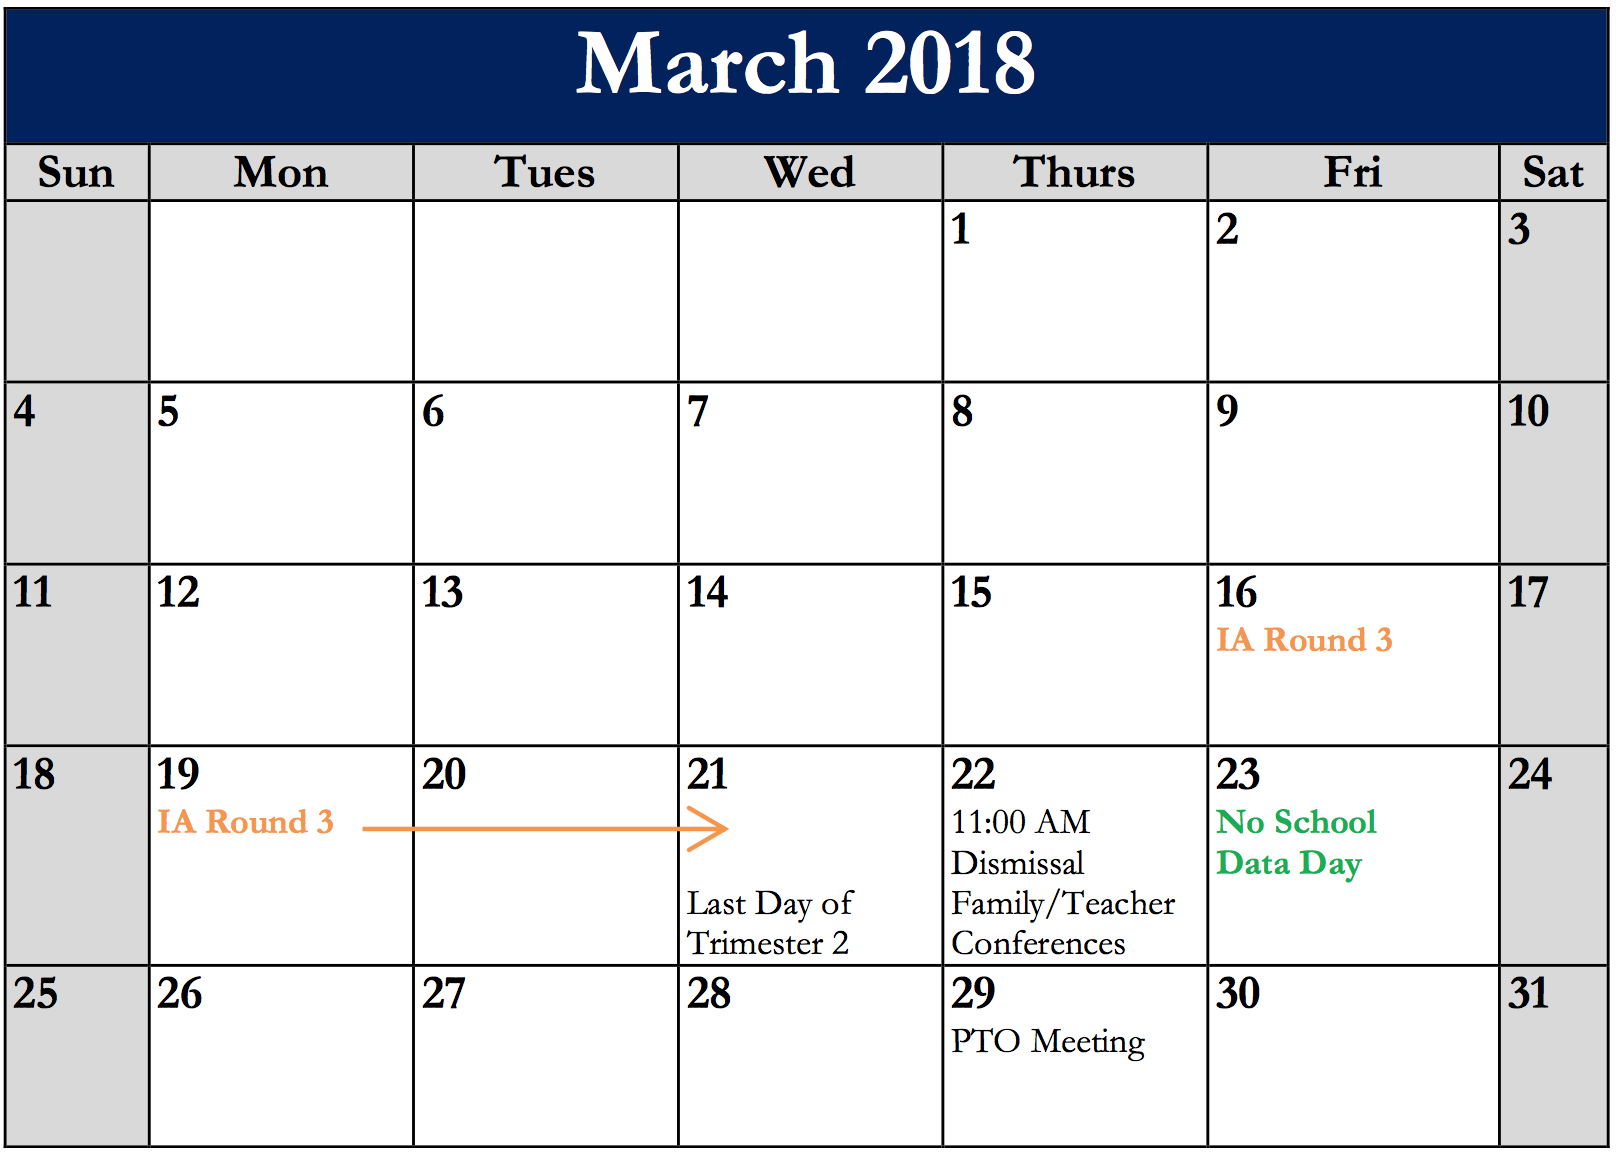 March 2018
Sun Mon Tues Wed Thurs Fri Sat
1 2 3
4 5 6 7 8 9 10
11 12 13 14 15 16 17
IA Round 3
18 19 20 21 22 23 24
IA Round 3 11:00 AM No School
Dismissal Data Day
Last Day of Family/Teacher
Trimester 2 Conferences
25 26 27 28 29 30 31
PTO Meeting